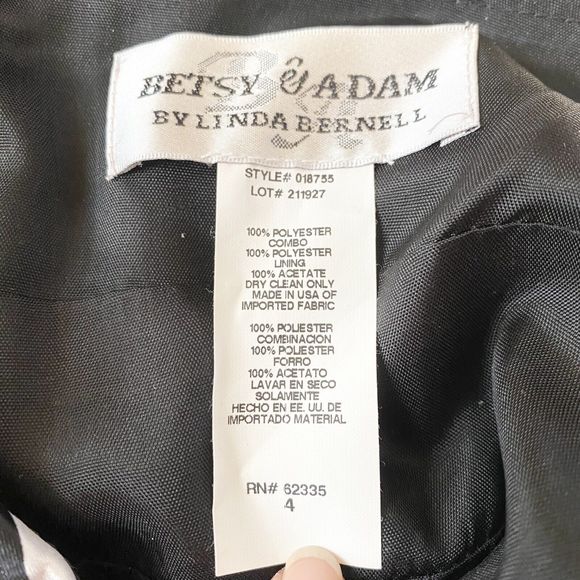 BETSY & ADAM
BY LINDA BERNELL
STYLE# 018755
LOT# 211927
100% POLYESTER
COMBO
100% POLYESTER
LINING
100% ACETATE
DRY CLEAN ONLY
MADE IN USA OF
IMPORTED FABRIC
100% POLIESTER
COMBINACION
100% POLIESTER
FORRO
100% ACETATO
LAVAR EN SECO
SOLAMENTE
HECHO EN EE. UU. DE
IMPORTADO MATERIAL
RN# 62335
4